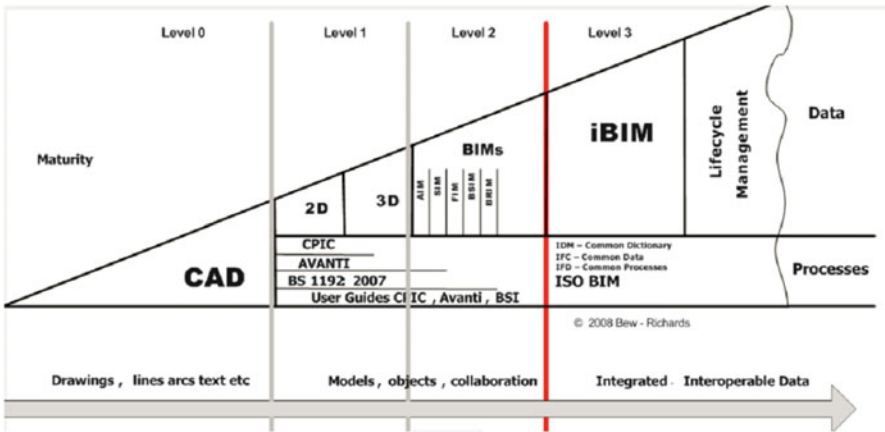 Level 0
Level 1
Level 2
Level 3
Maturity
CAD
2D
3D
BIMs
AIM
SIM
FIM
BSIM
BRIM
iBIM
Lifecycle
Management
Data
CPIC
AVANTI
BS 1192: 2007
User Guides CPIC , Avanti , BSI
IDM – Common Dictionary
IFC – Common Data
IFD – Common Processes
ISO BIM
Processes
© 2008 Bew - Richards
Drawings , lines arcs text etc
Models , objects , collaboration
Integrated . Interoperable Data